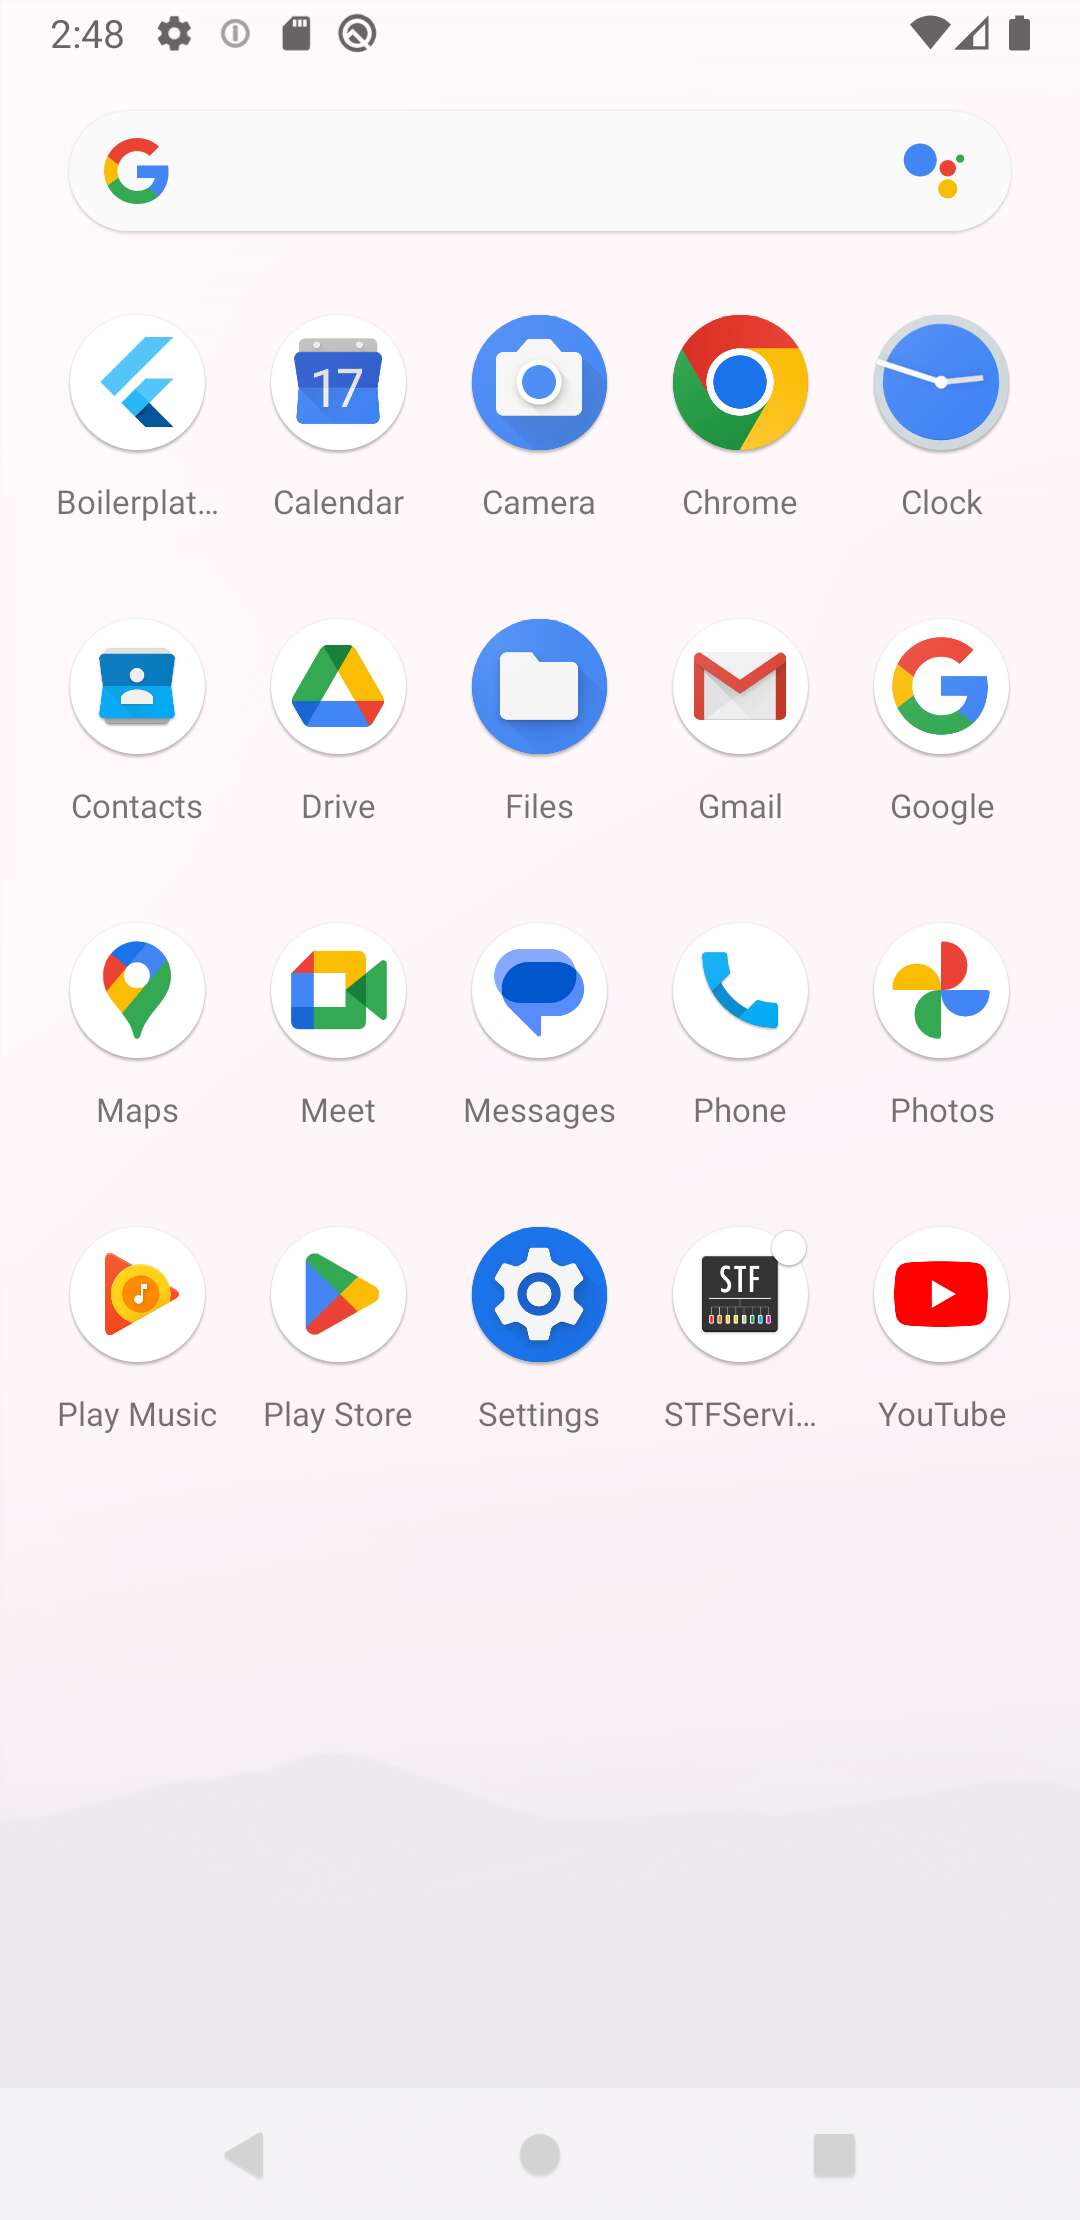 2:48
17
Boilerplat... Calendar Camera Chrome Clock
Contacts Drive Files Gmail Google
Maps Meet Messages Phone Photos
STF
Play Music Play Store Settings STFServi... YouTube